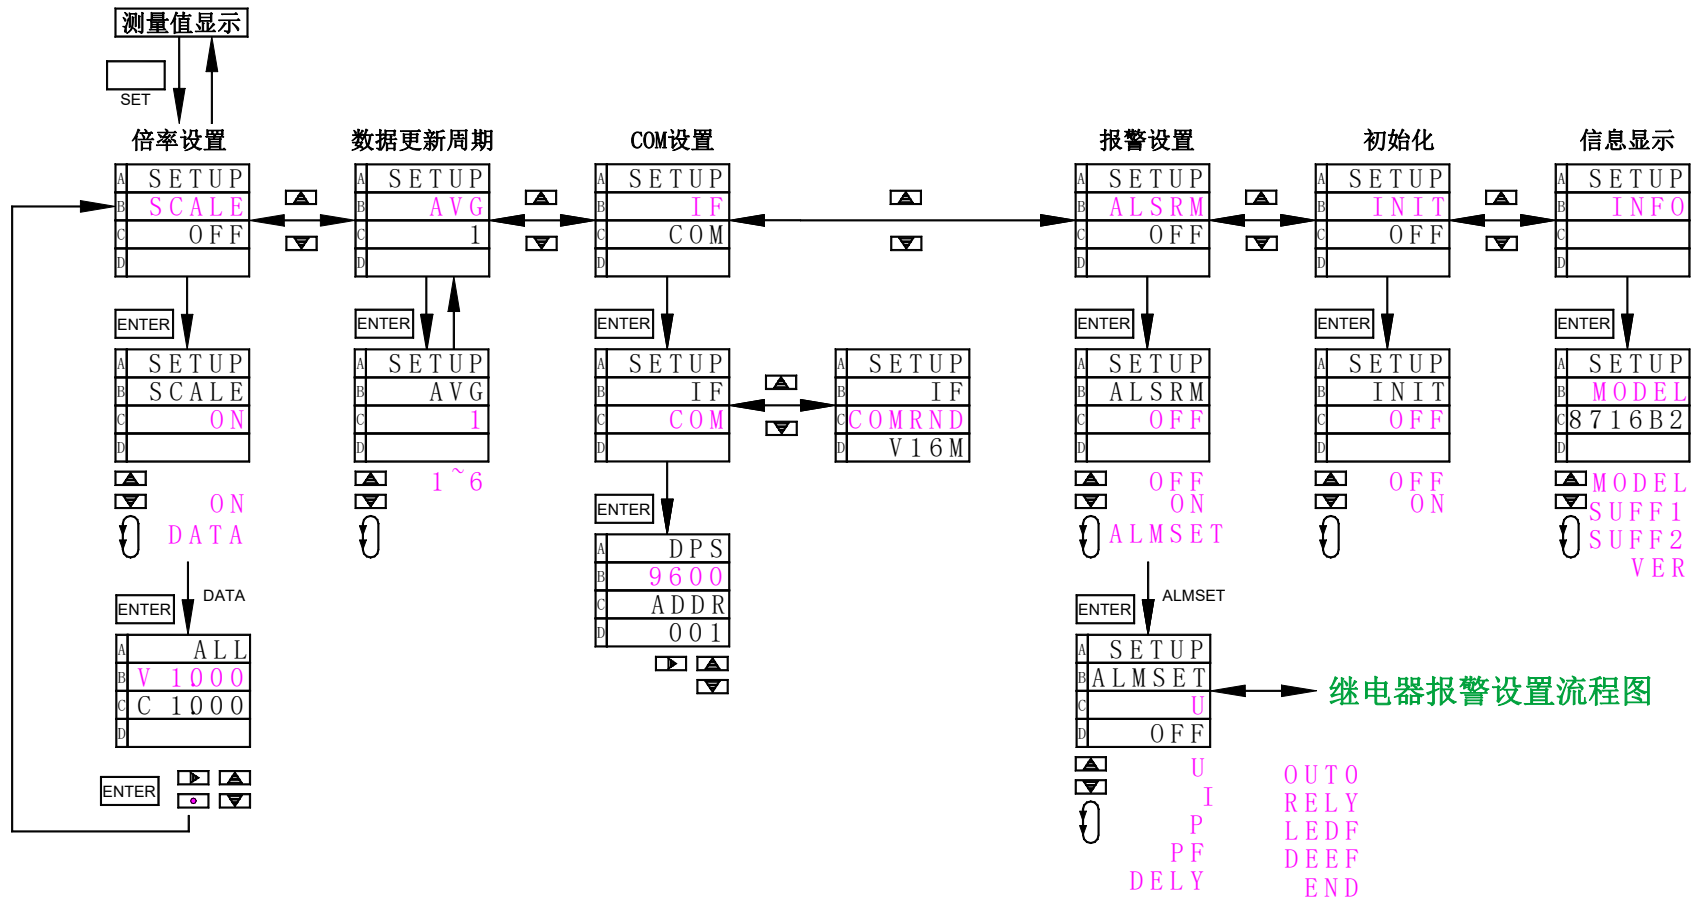 测量值显示
SET
倍率设置
A SETUP
B SCALE
C OFF
D
ENTER
A SETUP
B SCALE
C ON
D
ON
DATA
ENTER
DATA
A ALL
B V 1.000
C C 1.000
D
ENTER
数据更新周期
A SETUP
B AVG
C 1
D
ENTER
A SETUP
B AVG
C 1
D
1~6
COM设置
A SETUP
B IF
C COM
D
ENTER
A SETUP
B IF
C COM
D
A SETUP
B IF
C COMRND
D V16M
ENTER
A DPS
B 9600
C ADDR
D 001
报警设置
A SETUP
B ALSRM
C OFF
D
ENTER
A SETUP
B ALSRM
C OFF
D
OFF
ON
ALMSET
ENTER
ALMSET
A SETUP
B ALMSET
C U
D OFF
继电器报警设置流程图
U
I
P
PF
DELY
OUTO
RELY
LEDF
DEEF
END
初始化
A SETUP
B INIT
C OFF
D
ENTER
A SETUP
B INIT
C OFF
D
OFF
ON
信息显示
A SETUP
B INFO
C
D
ENTER
A SETUP
B MODEL
C 8716B2
D
MODEL
SUFF1
SUFF2
VER